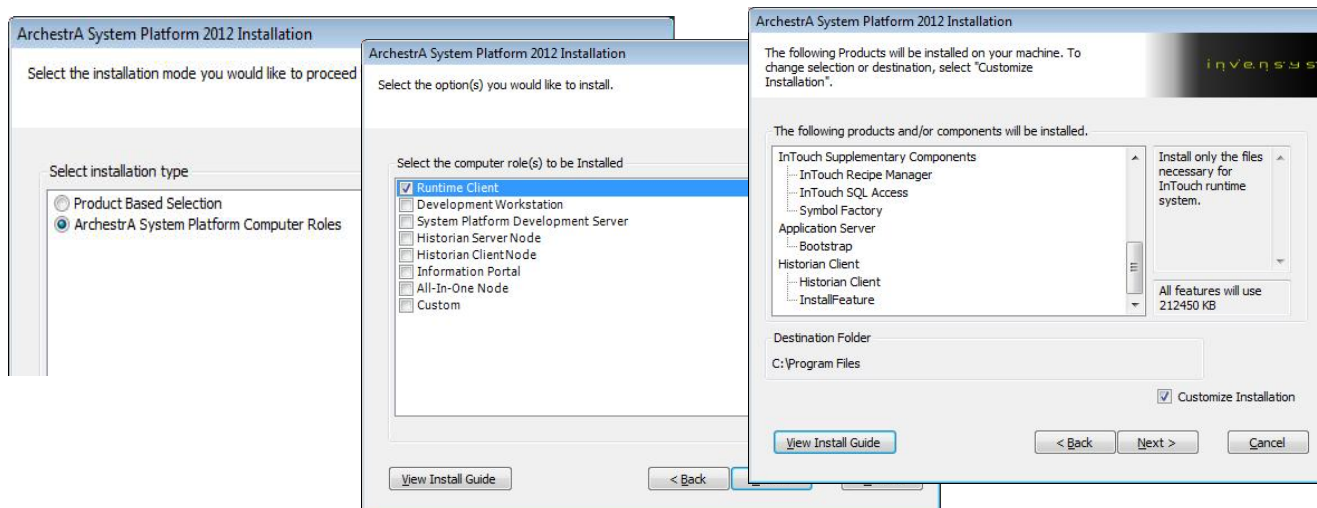 ArchestrA System Platform 2012 Installation
Select the installation mode you would like to proceed
Select installation type
Product Based Selection
ArchestrA System Platform Computer Roles
ArchestrA System Platform 2012 Installation
Select the option(s) you would like to install.
Select the computer role(s) to be Installed
Runtime Client
Development Workstation
System Platform Development Server
Historian Server Node
Historian ClientNode
Information Portal
All-In-One Node
Custom
View Install Guide
< Back
ArchestrA System Platform 2012 Installation
The following Products will be installed on your machine. To
change selection or destination, select "Customize
Installation".
invensys
The following products and/or components will be installed.
InTouch Supplementary Components
InTouch Recipe Manager
InTouch SQL Access
Symbol Factory
Application Server
Bootstrap
Historian Client
Historian Client
InstallFeature
Install only the files
necessary for
InTouch runtime
system.
All features will use
212450 KB
Destination Folder
C:\Program Files
Customize Installation
View Install Guide
< Back
Next >
Cancel